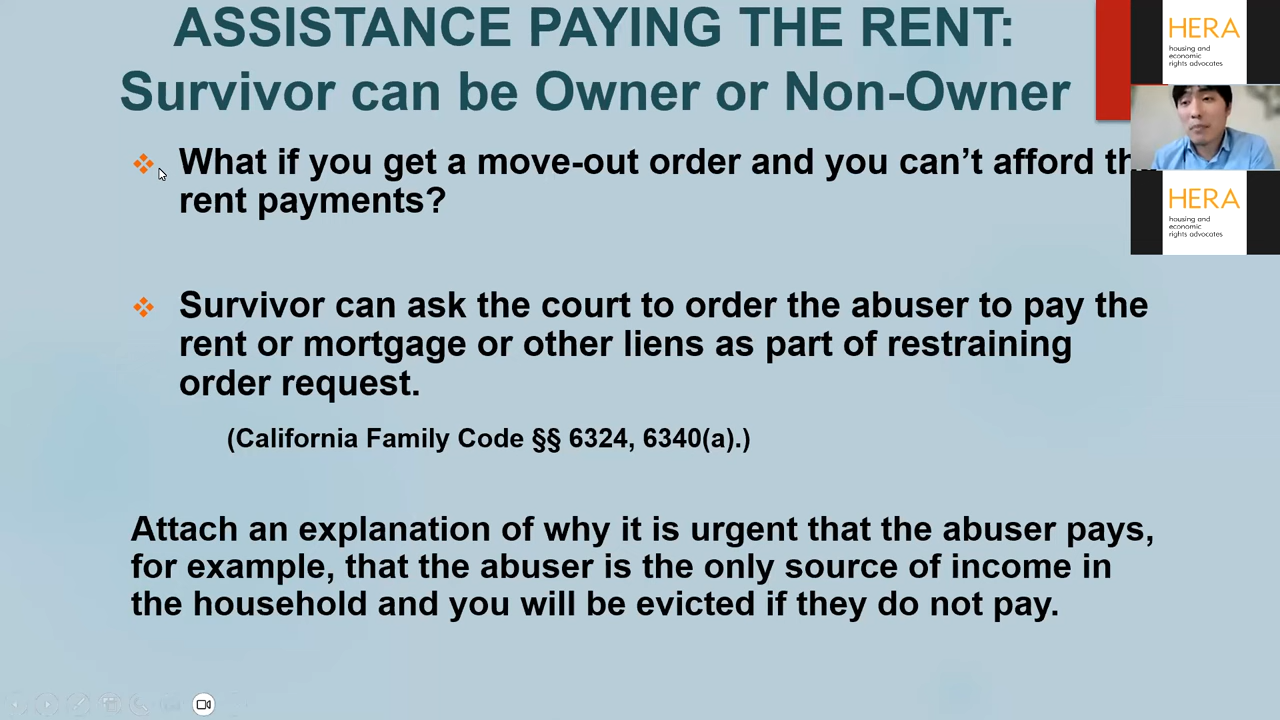 ASSISTANCE PAYING THE RENT:
Survivor can be Owner or Non-Owner
What if you get a move-out order and you can’t afford
rent payments?
Survivor can ask the court to order the abuser to pay the
rent or mortgage or other liens as part of restraining
order request.
(California Family Code §§ 6324, 6340(a).)
Attach an explanation of why it is urgent that the abuser pays,
for example, that the abuser is the only source of income in
the household and you will be evicted if they do not pay.
HERA
housing and
economic
rights advocates
HERA
housing and
economic
rights advocates